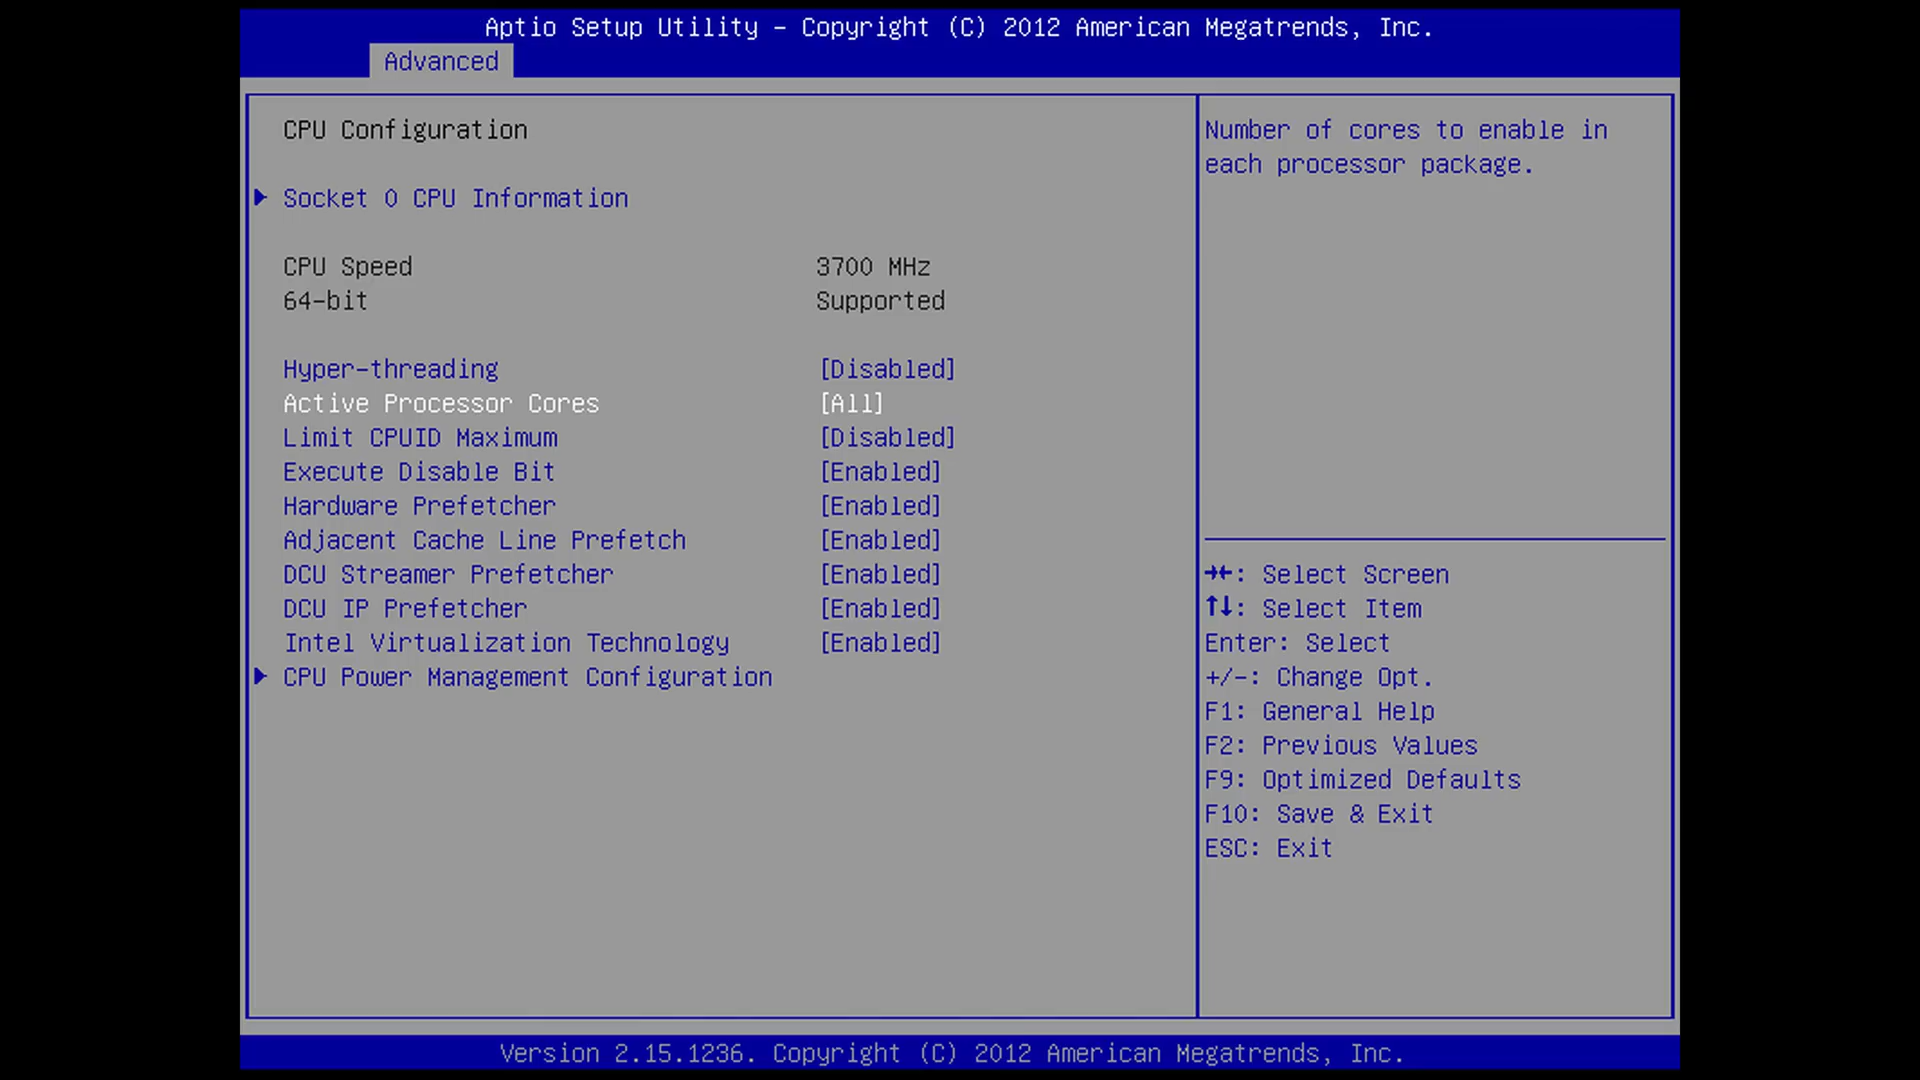 Aptio Setup Utility – Copyright (C) 2012 American Megatrends, Inc.
Advanced
CPU Configuration
Socket 0 CPU Information
CPU Speed 3700 MHz
64-bit Supported
Hyper-threading [Disabled]
Active Processor Cores [All]
Limit CPUID Maximum [Disabled]
Execute Disable Bit [Enabled]
Hardware Prefetcher [Enabled]
Adjacent Cache Line Prefetch [Enabled]
DCU Streamer Prefetcher [Enabled]
DCU IP Prefetcher [Enabled]
Intel Virtualization Technology [Enabled]
CPU Power Management Configuration
Number of cores to enable in
each processor package.
→←: Select Screen
↑↓: Select Item
Enter: Select
+/-: Change Opt.
F1: General Help
F2: Previous Values
F9: Optimized Defaults
F10: Save & Exit
ESC: Exit
Version 2.15.1236. Copyright (C) 2012 American Megatrends, Inc.